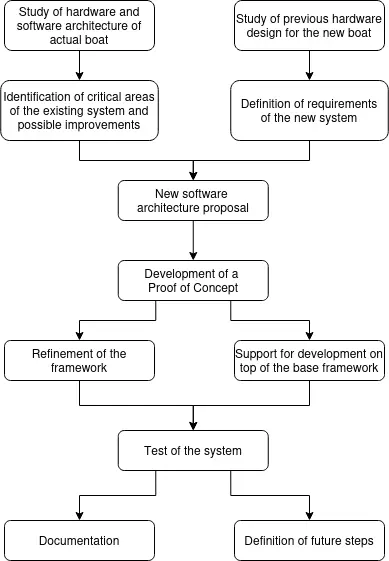 Study of hardware and
software architecture of
actual boat
Study of previous hardware
design for the new boat
Identification of critical areas
of the existing system and
possible improvements
Definition of requirements
of the new system
New software
architecture proposal
Development of a
Proof of Concept
Refinement of the
framework
Support for development on
top of the base framework
Test of the system
Documentation
Definition of future steps